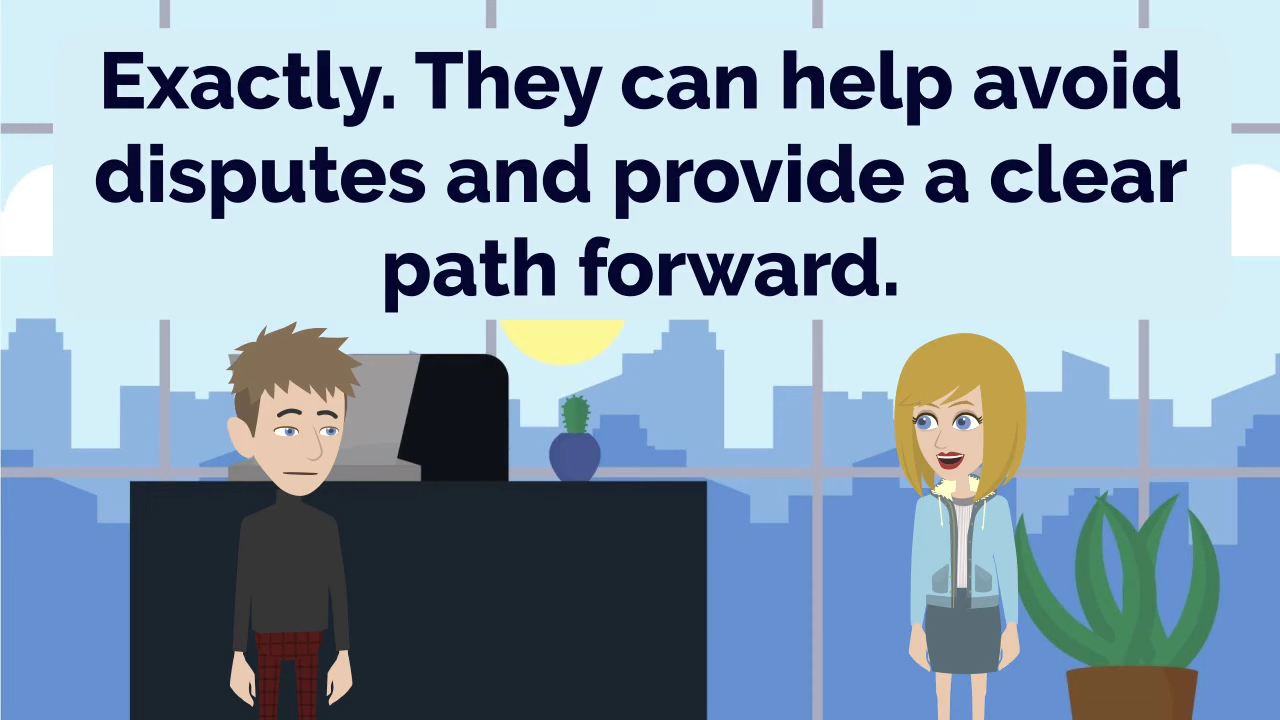 Exactly. They can help avoid
disputes and provide a clear
path forward.